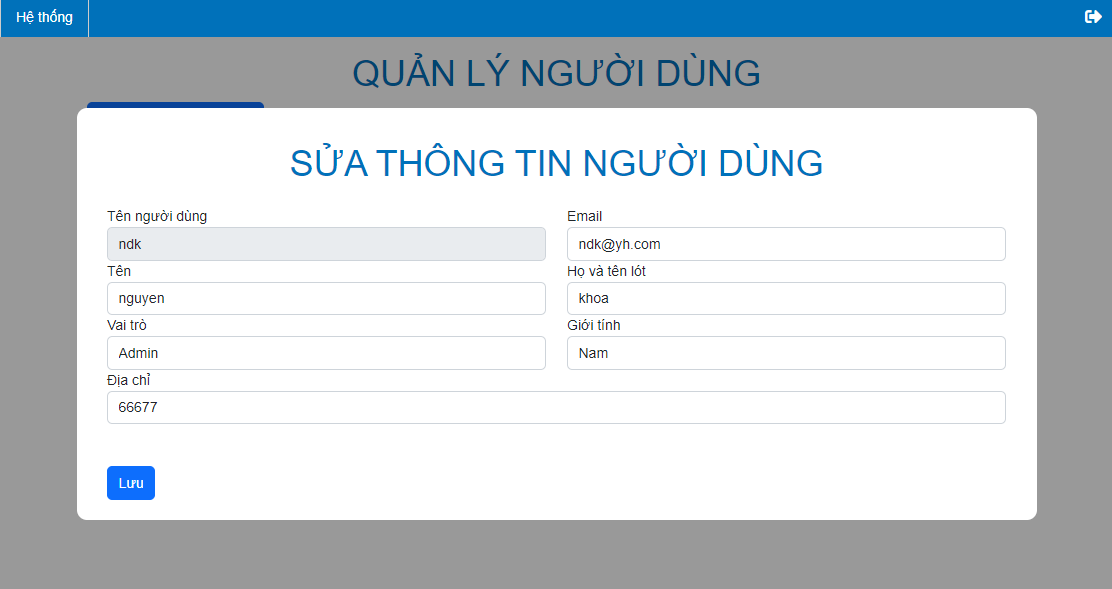 Hệ thống
QUẢN LÝ NGƯỜI DÙNG
SỬA THÔNG TIN NGƯỜI DÙNG
Tên người dùng
Email
ndk
ndk@yh.com
Tên
Họ và tên lót
nguyen
khoa
Vai trò
Giới tính
Admin
Nam
Địa chỉ
66677
Lưu